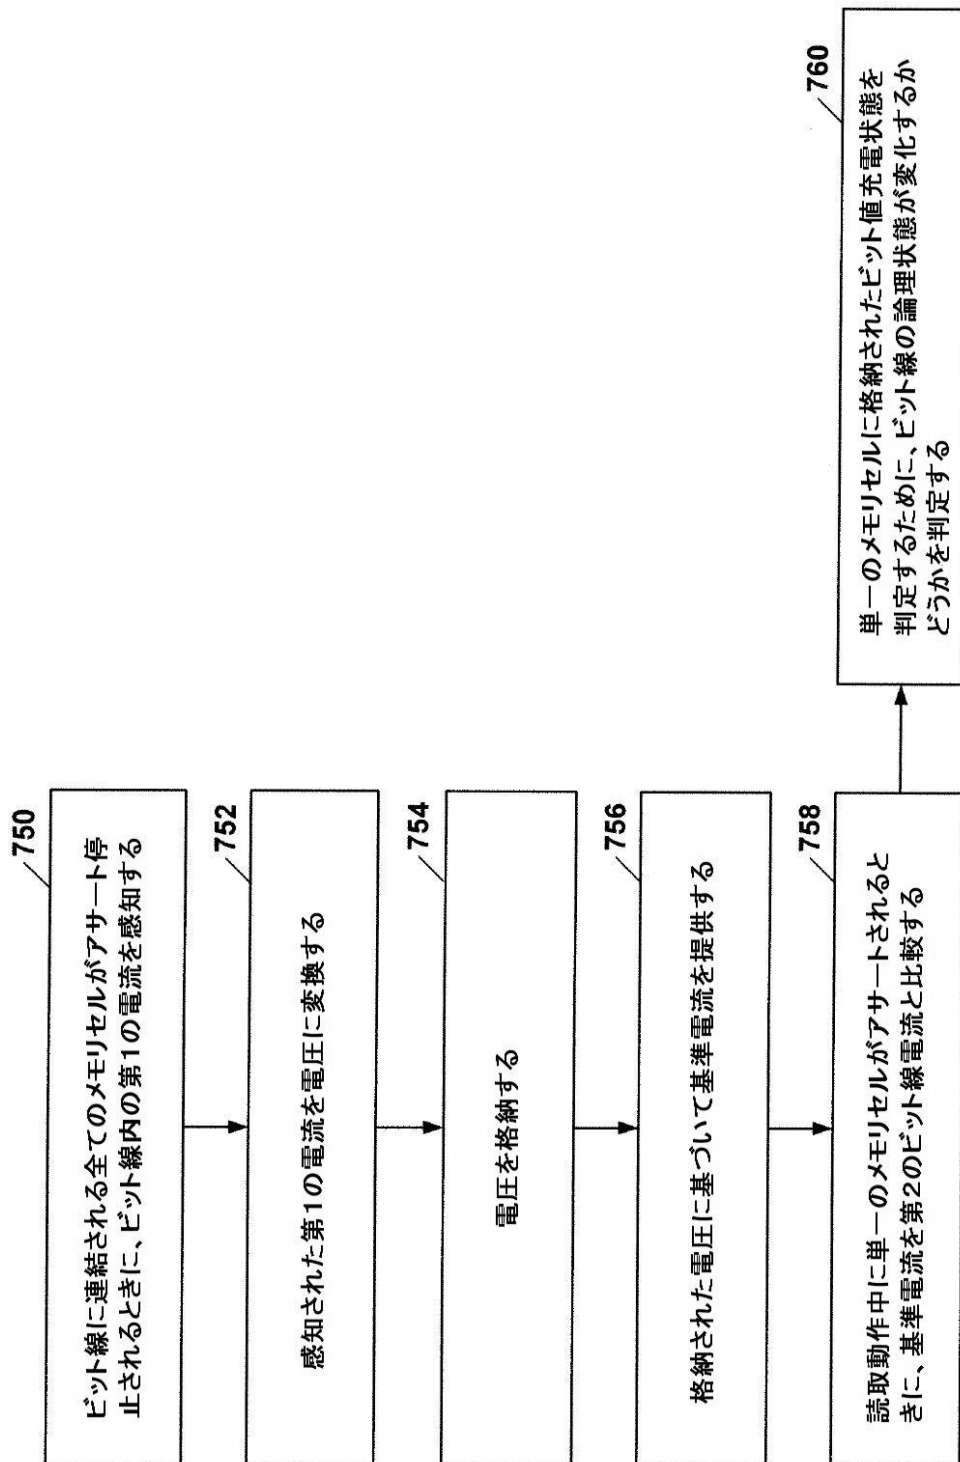 750
ビット線に連結される全てのメモリセルがアサート停
止されるときに、ビット線内の第1の電流を感知する
752
感知された第1の電流を電圧に変換する
754
電圧を格納する
756
格納された電圧に基づいて基準電流を提供する
758
読取動作中に単一のメモリセルがアサートされると
きに、基準電流を第2のビット線電流と比較する
760
単一のメモリセルに格納されたビット値充電状態を
判定するために、ビット線の論理状態が変化するか
どうかを判定する